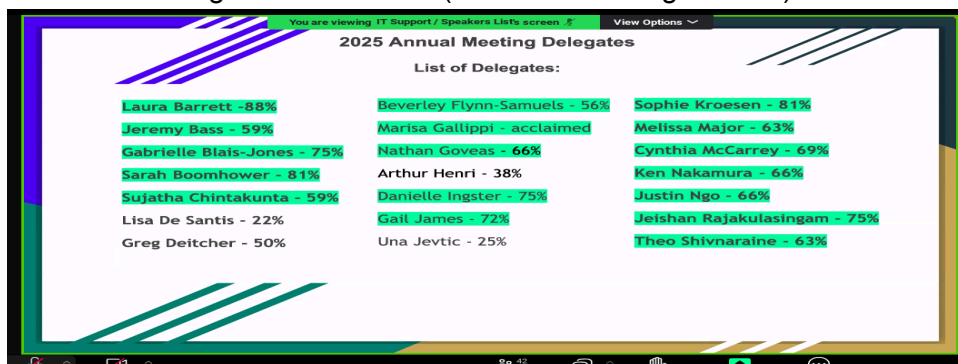 You are viewing IT Support / Speakers List's screen
View Options
2025 Annual Meeting Delegates
List of Delegates:
Laura Barrett -88%
Jeremy Bass - 59%
Gabrielle Blais-Jones - 75%
Sarah Boomhower - 81%
Sujatha Chintakunta - 59%
Lisa De Santis - 22%
Greg Deitcher - 50%
Beverley Flynn-Samuels - 56%
Marisa Gallippi - acclaimed
Nathan Goveas - 66%
Arthur Henri - 38%
Danielle Ingster - 75%
Gail James - 72%
Una Jevtic - 25%
Sophie Kroesen - 81%
Melissa Major - 63%
Cynthia McCarrey - 69%
Ken Nakamura - 66%
Justin Ngo - 66%
Jeishan Rajakulasingam - 75%
Theo Shivnaraine - 63%
42